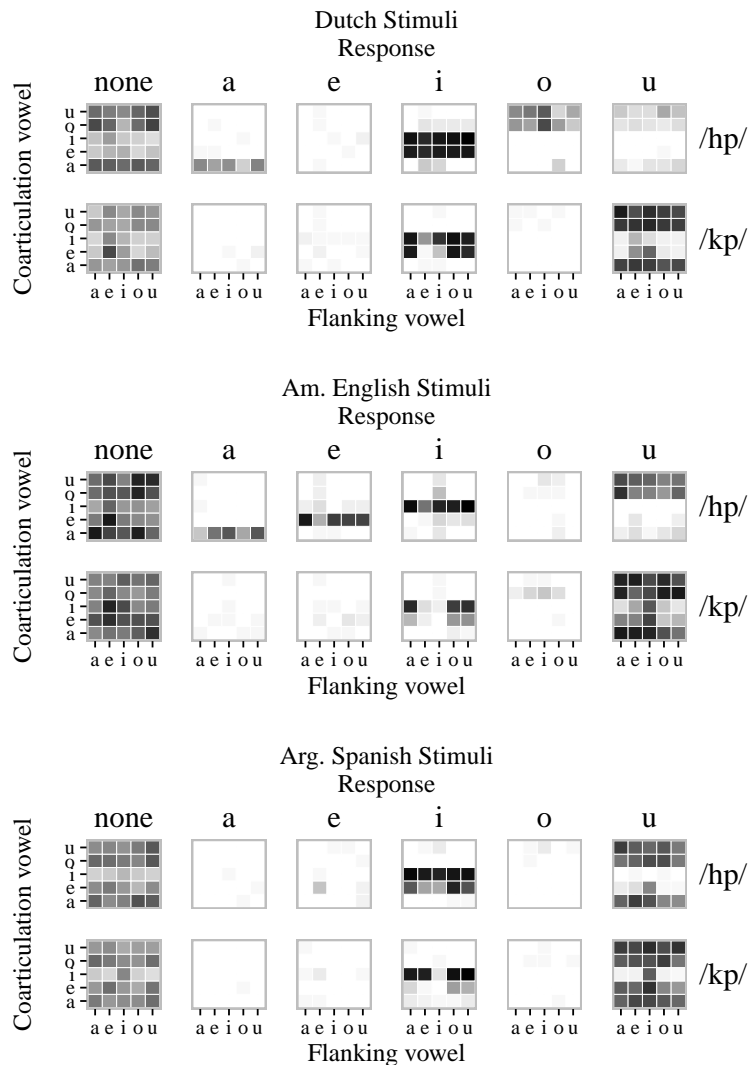 Dutch Stimuli
Response
none a e i o u
Coarticulation vowel
u
o
i
e
a
/hp/
u
o
i
e
a
/kp/
a e i o u a e i o u a e i o u a e i o u a e i o u a e i o u
Flanking vowel
Am. English Stimuli
Response
none a e i o u
Coarticulation vowel
u
o
i
e
a
/hp/
u
o
i
e
a
/kp/
a e i o u a e i o u a e i o u a e i o u a e i o u a e i o u
Flanking vowel
Arg. Spanish Stimuli
Response
none a e i o u
Coarticulation vowel
u
o
i
e
a
/hp/
u
o
i
e
a
/kp/
a e i o u a e i o u a e i o u a e i o u a e i o u a e i o u
Flanking vowel